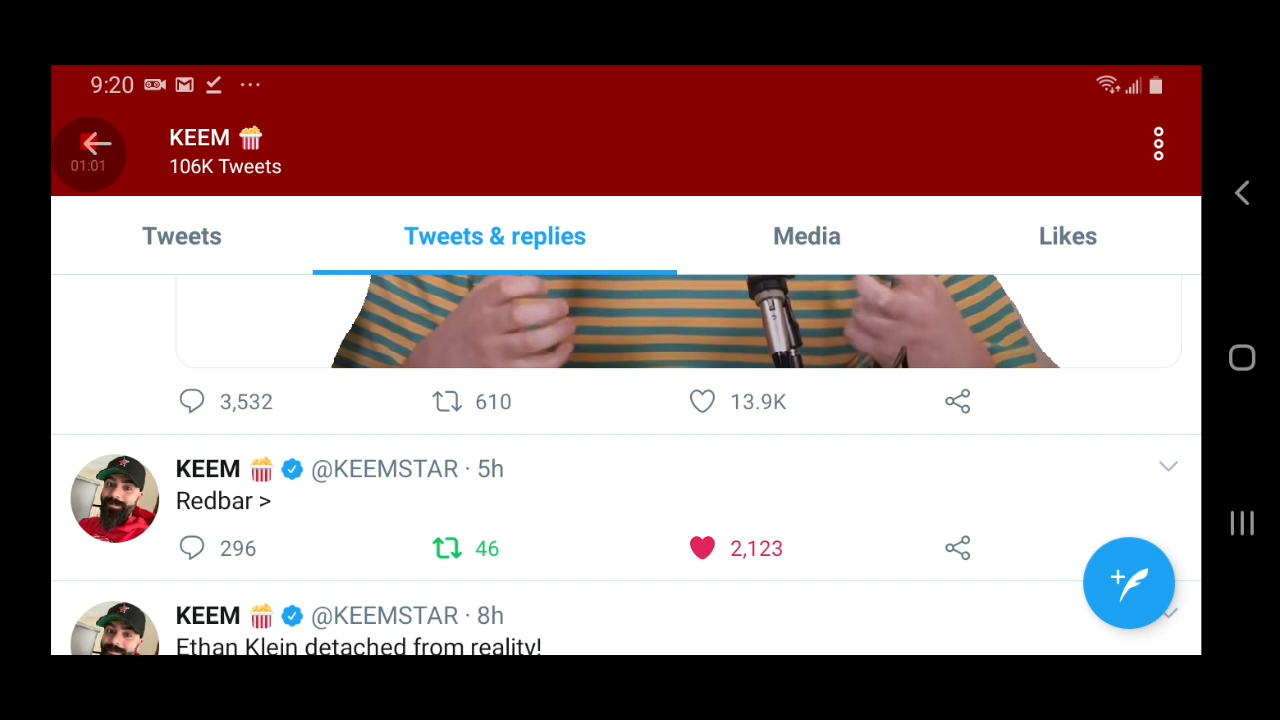 9:20
KEEM 🍿
106K Tweets
01:01
Tweets
Tweets & replies
Media
Likes
3,532
610
13.9K
KEEM 🍿 @KEEMSTAR · 5h
Redbar >
296
46
2,123
KEEM 🍿 @KEEMSTAR · 8h
Ethan Klein detached from reality!